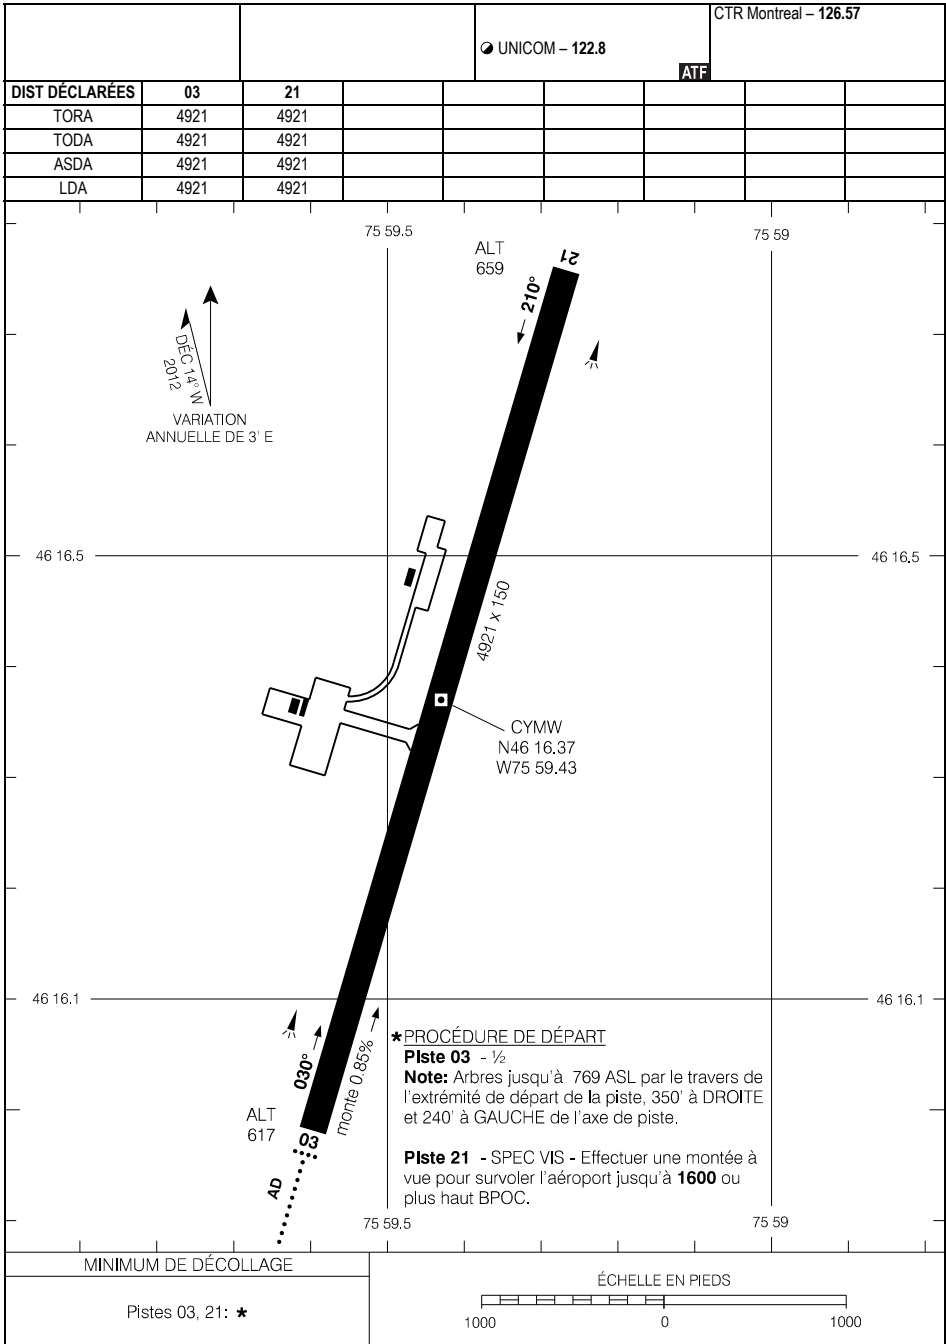 CTR Montreal – 126.57
UNICOM – 122.8
ATF
DIST DÉCLARÉES 03 21
TORA 4921 4921
TODA 4921 4921
ASDA 4921 4921
LDA 4921 4921
75 59.5
75 59
ALT
659
21
210°
DÉC 14° W
2012
VARIATION
ANNUELLE DE 3' E
46 16.5
46 16.5
4921 x 150
CYMW
N46 16.37
W75 59.43
46 16.1
46 16.1
030°
monte 0.85%
ALT
617
03
AD
*PROCÉDURE DE DÉPART
Piste 03 - ½
Note: Arbres jusqu'à 769 ASL par le travers de
l'extrémité de départ de la piste, 350' à DROITE
et 240' à GAUCHE de l'axe de piste.
Piste 21 - SPEC VIS - Effectuer une montée à
vue pour survoler l'aéroport jusqu'à 1600 ou
plus haut BPOC.
75 59.5
75 59
MINIMUM DE DÉCOLLAGE
Pistes 03, 21: *
ÉCHELLE EN PIEDS
1000 0 1000